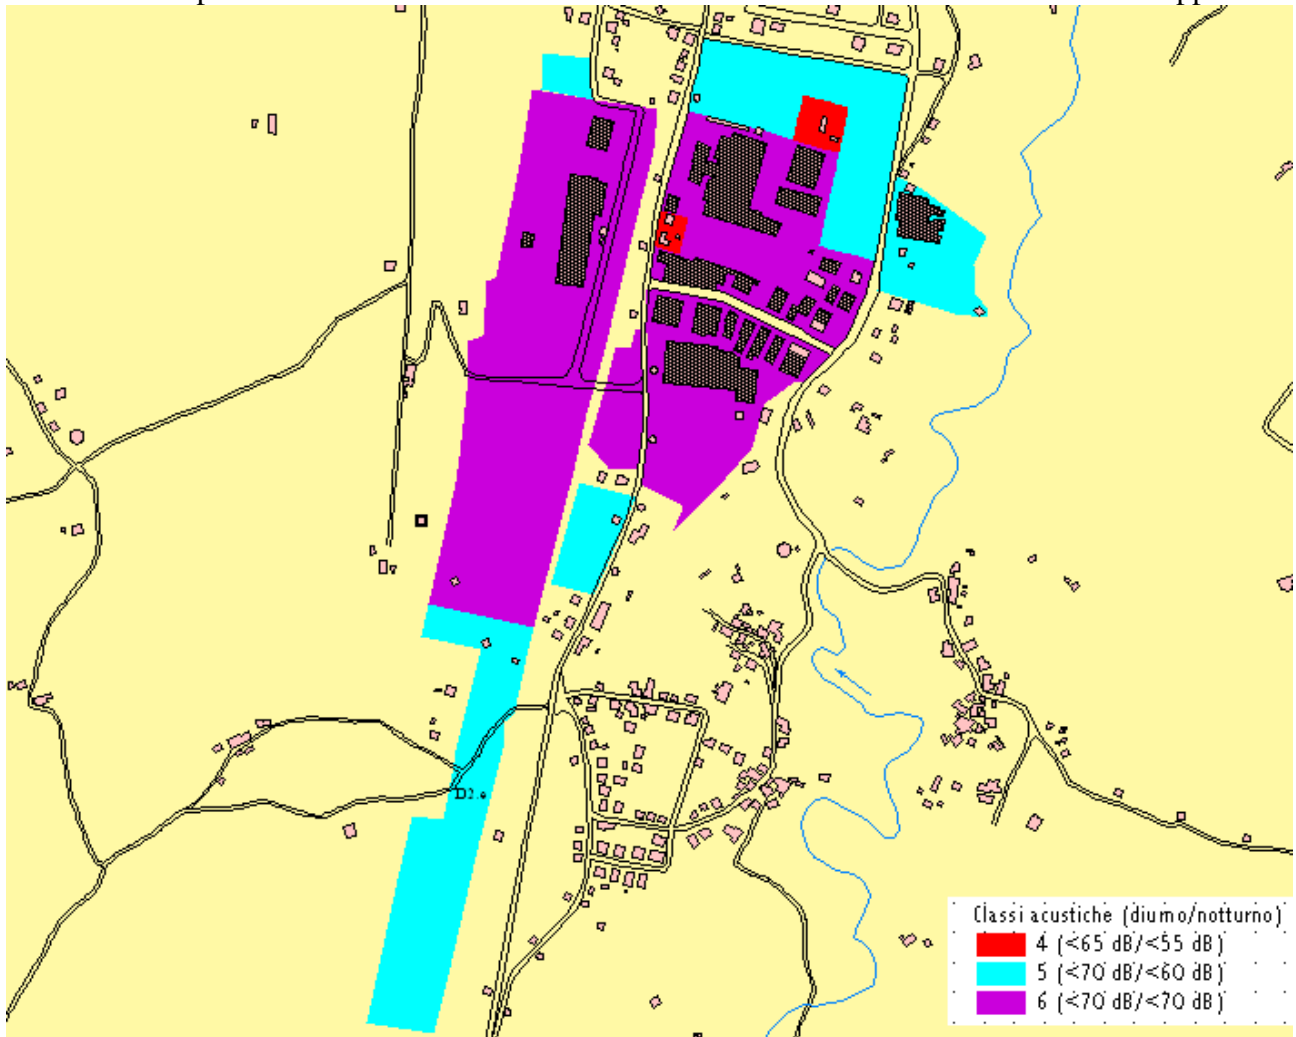 D2.e
Classi acustiche (diurno/notturno)
4 (<65 dB/<55 dB)
5 (<70 dB/<60 dB)
6 (<70 dB/<70 dB)